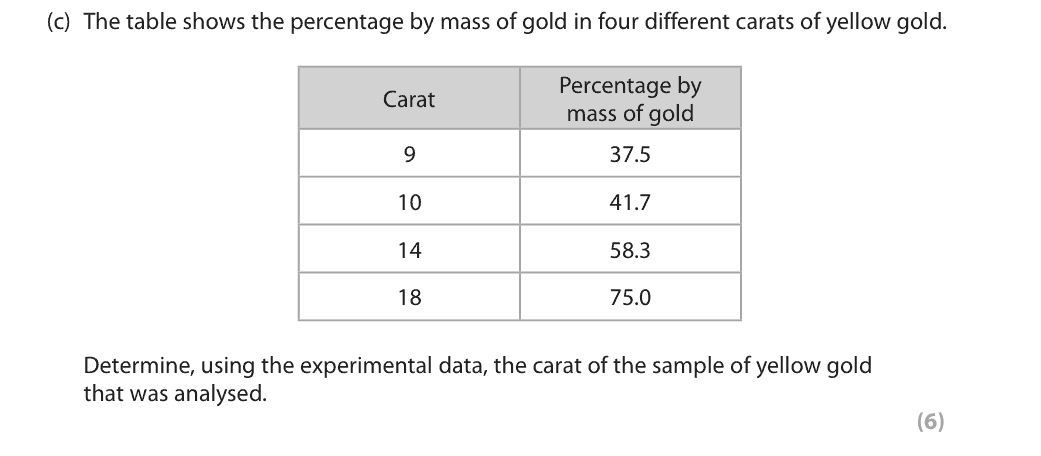 (c) The table shows the percentage by mass of gold in four different carats of yellow gold.
Carat
Percentage by
mass of gold
9 37.5
10 41.7
14 58.3
18 75.0
Determine, using the experimental data, the carat of the sample of yellow gold
that was analysed.
(6)